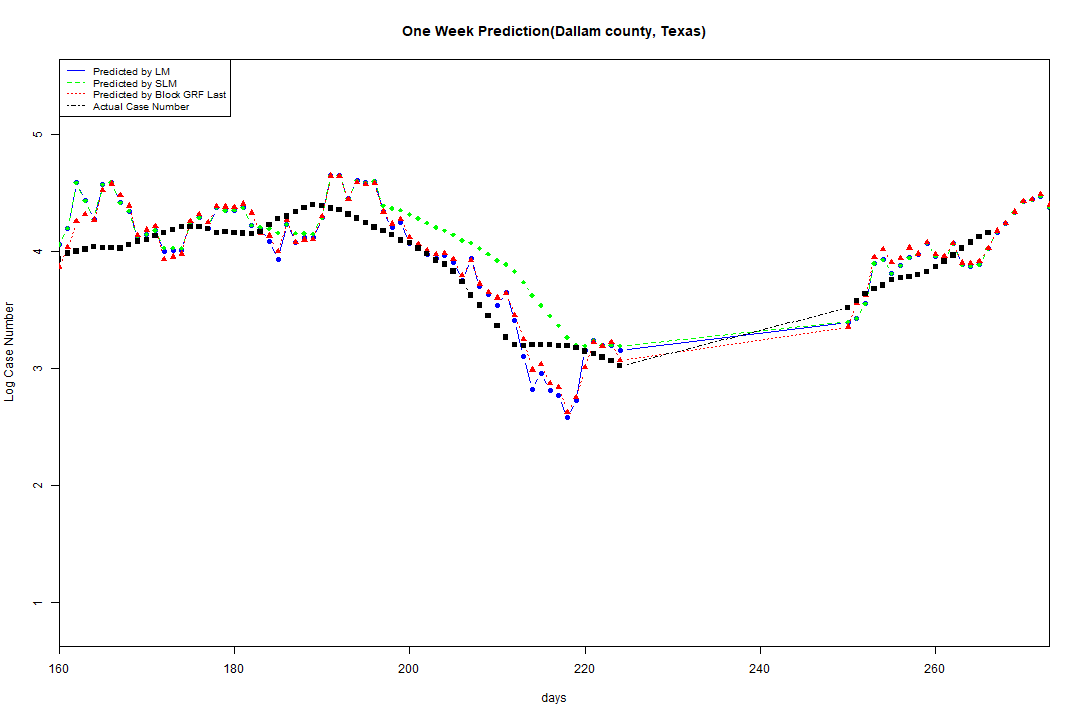 One Week Prediction(Dallam county, Texas)
Predicted by LM
Predicted by SLM
Predicted by Block GRF Last
Actual Case Number
5
4
3
2
1
Log Case Number
160 180 200 220 240 260
days